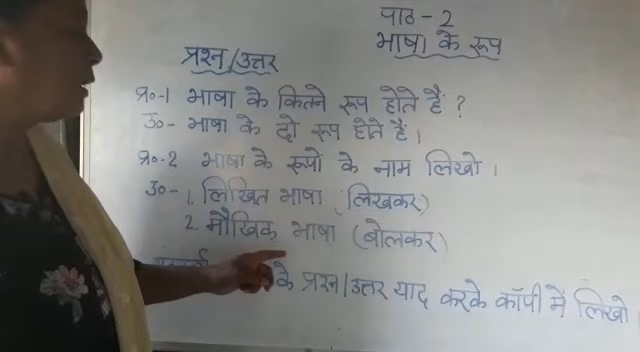 पाठ - 2
भाषा के रूप
प्रश्न/उत्तर
प्र०-1 भाषा के कितने रूप होते हैं ?
उ०- भाषा के दो रूप होते हैं।
प्र०-2 भाषा के रूपों के नाम लिखो।
उ०- 1. लिखित भाषा (लिखकर)
2. मौखिक भाषा (बोलकर)
के प्रश्न/उत्तर याद करके कॉपी में लिखो